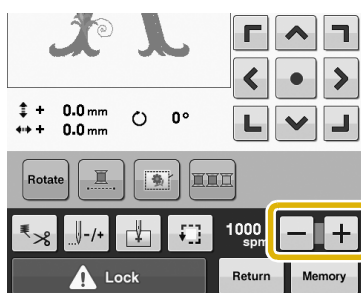 + 0.0 mm
+ 0.0 mm
0°
Rotate
-/+
1000
spm
Lock
Return
Memory